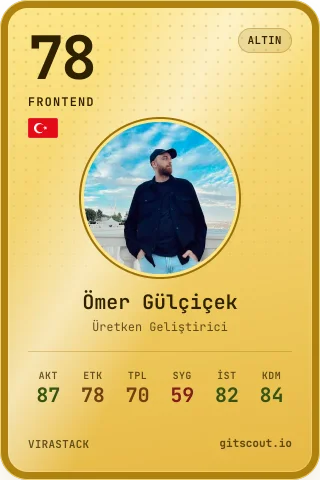 78
ALTIN
FRONTEND
Ömer Gülçiçek
Üretken Geliştirici
AKT ETK TPL SYG İST KDM
87 78 70 59 82 84
VIRASTACK
gitscout.io